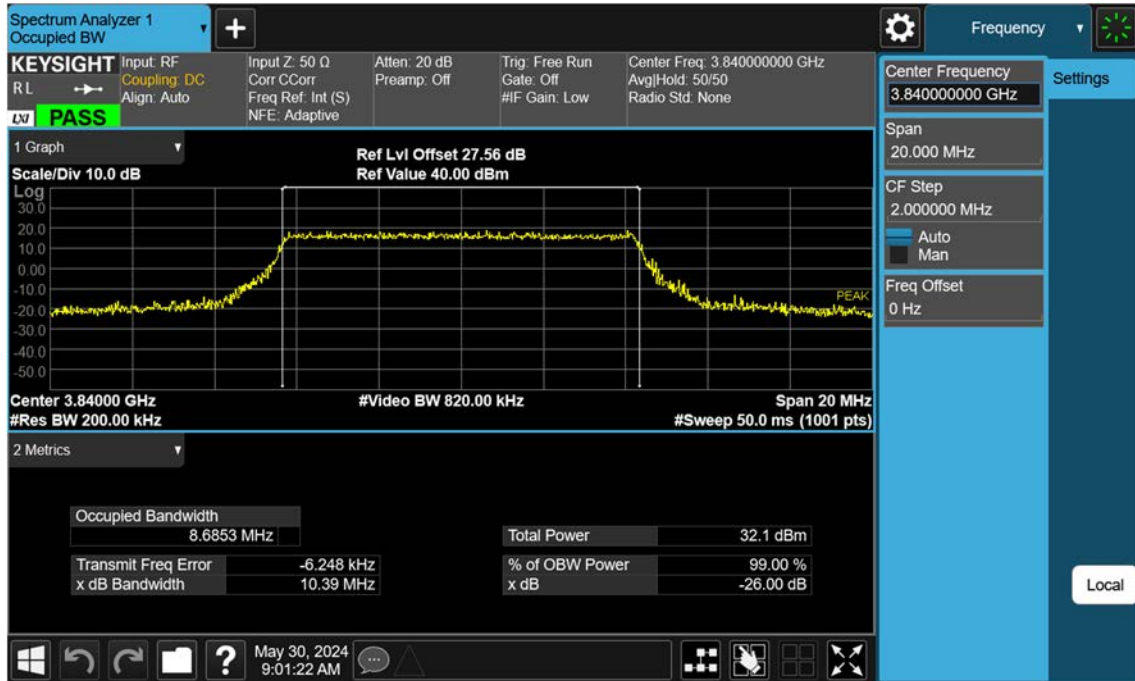 Spectrum Analyzer 1
Occupied BW
+
Frequency
KEYSIGHT
RL
LXI PASS
Input: RF
Coupling: DC
Align: Auto
Input Z: 50 Ω
Corr CCorr
Freq Ref: Int (S)
NFE: Adaptive
Atten: 20 dB
Preamp: Off
Trig: Free Run
Gate: Off
#IF Gain: Low
Center Freq: 3.840000000 GHz
Avg|Hold: 50/50
Radio Std: None
1 Graph
Scale/Div 10.0 dB
Ref Lvl Offset 27.56 dB
Ref Value 40.00 dBm
Log
30.0
20.0
10.0
0.00
-10.0
-20.0
-30.0
-40.0
-50.0
PEAK
Center 3.84000 GHz
#Video BW 820.00 kHz
Span 20 MHz
#Res BW 200.00 kHz
#Sweep 50.0 ms (1001 pts)
2 Metrics
Occupied Bandwidth
8.6853 MHz
Total Power 32.1 dBm
Transmit Freq Error -6.248 kHz
% of OBW Power 99.00 %
x dB Bandwidth 10.39 MHz
x dB -26.00 dB
Center Frequency
3.840000000 GHz
Settings
Span
20.000 MHz
CF Step
2.000000 MHz
Auto
Man
Freq Offset
0 Hz
Local
?
May 30, 2024
9:01:22 AM